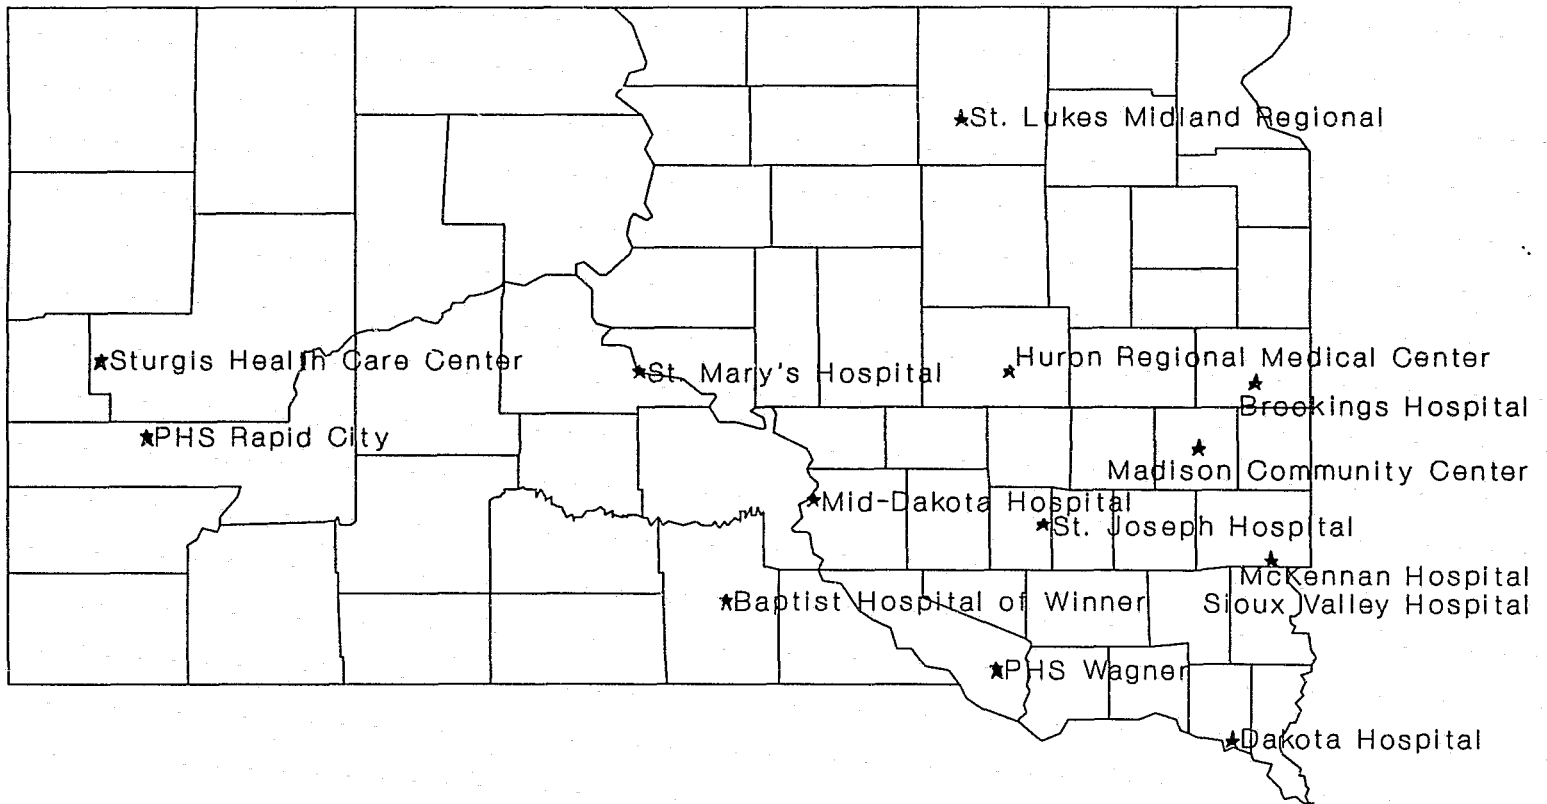 St. Lukes Midland Regional
Sturgis Health Care Center
St. Mary's Hospital
Huron Regional Medical Center
Brookings Hospital
PHS Rapid City
Madison Community Center
Mid-Dakota Hospital
St. Joseph Hospital
McKennan Hospital
Sioux Valley Hospital
Baptist Hospital of Winner
PHS Wagner
Dakota Hospital